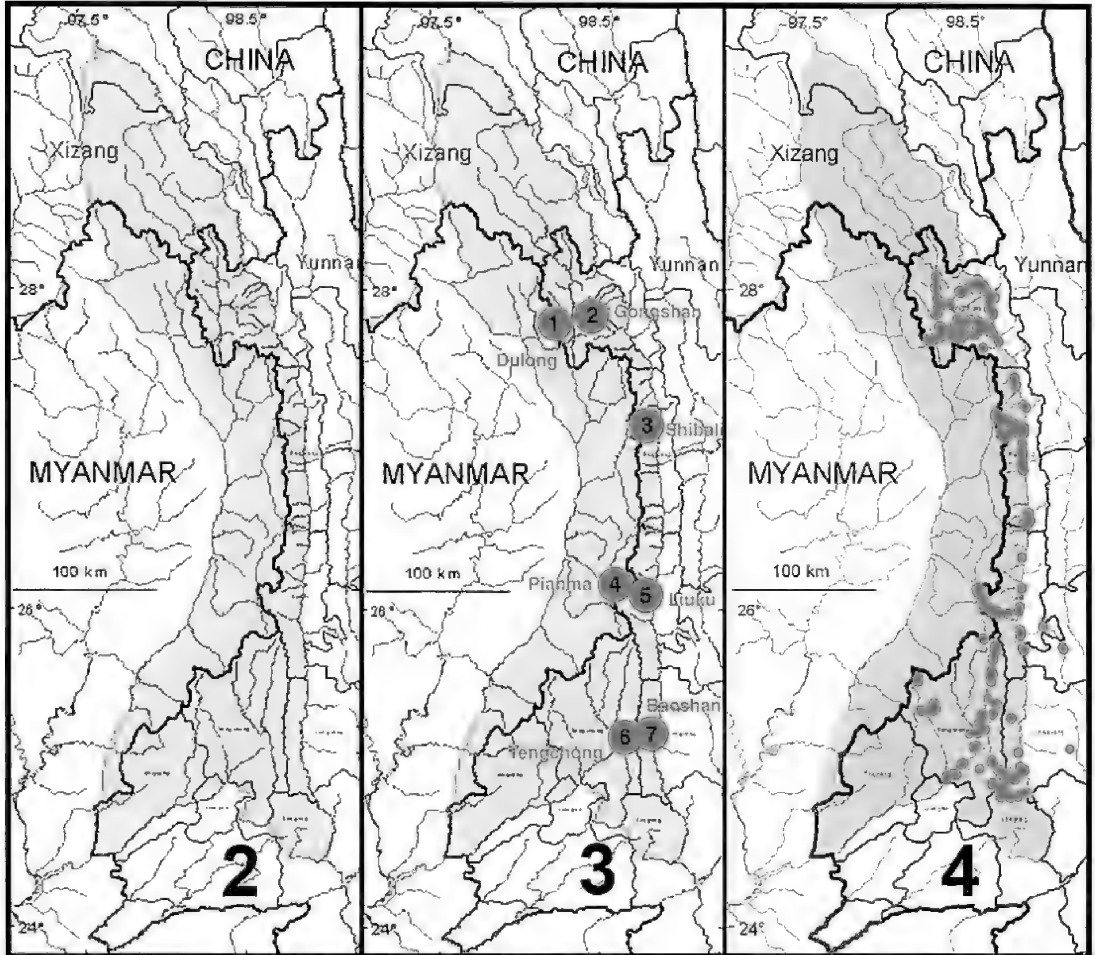 97.5°
98.5°
CHINA
Xizang
Yunnan
28°
MYANMAR
100 km
26°
24°
2
97.5°
98.5°
CHINA
Xizang
Yunnan
28°
1
2
Gongshan
Dulong
3
Shibali
MYANMAR
100 km
Pianma
4
5
Liuku
26°
Baoshan
6
7
Tengchong
24°
3
97.5°
98.5°
CHINA
Xizang
Yunnan
28°
MYANMAR
100 km
26°
24°
4